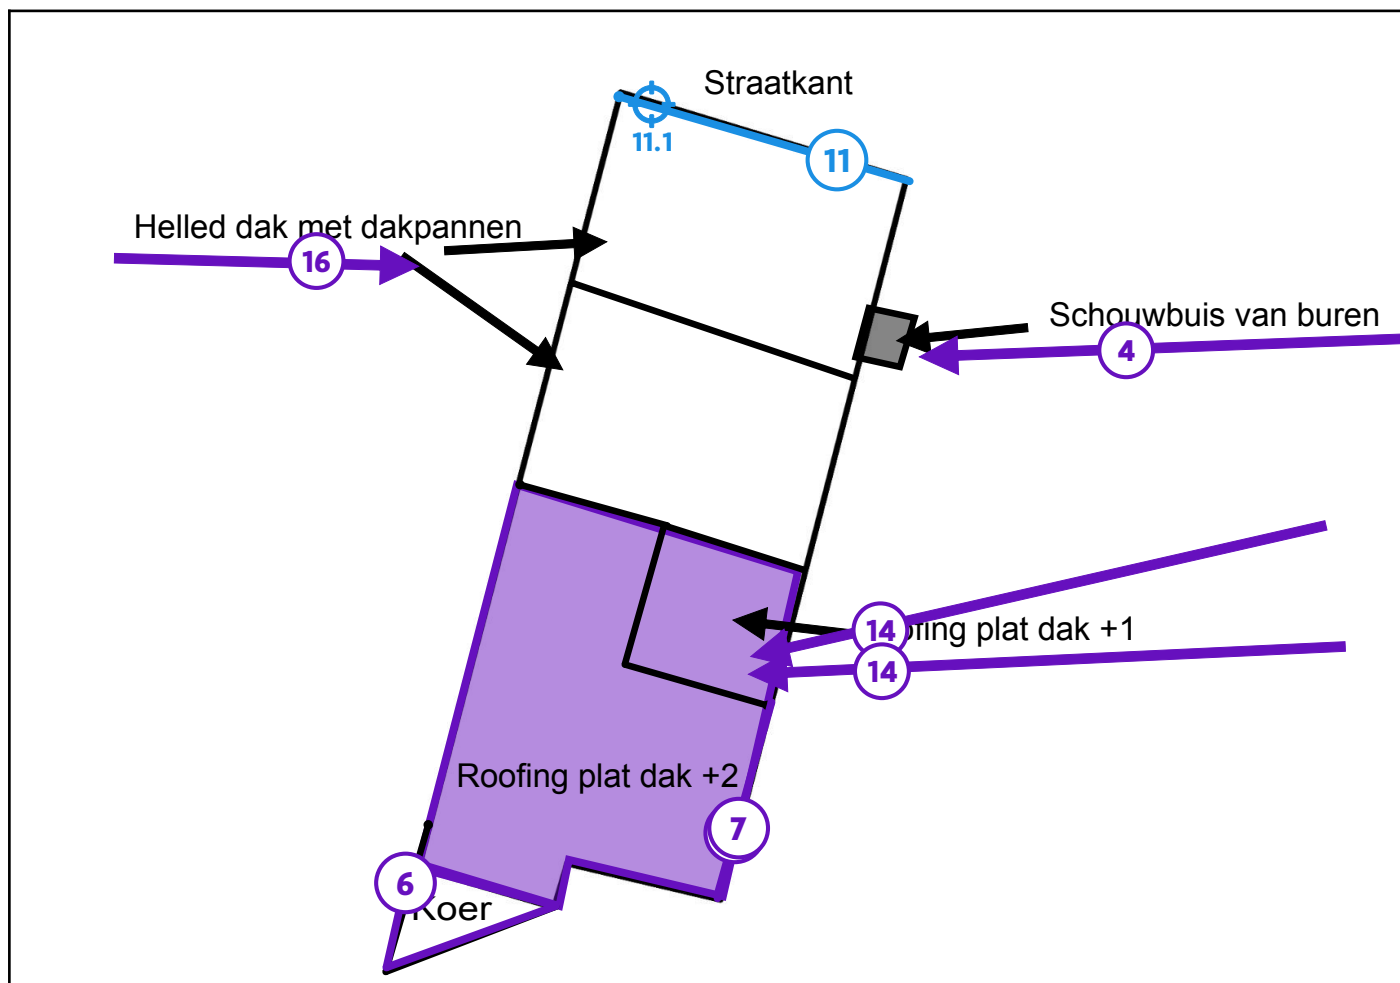 Straatkant
11.1
11
Helled dak met dakpannen
16
Schouwbuis van buren
4
14
fing plat dak +1
14
Roofing plat dak +2
7
6
Koer